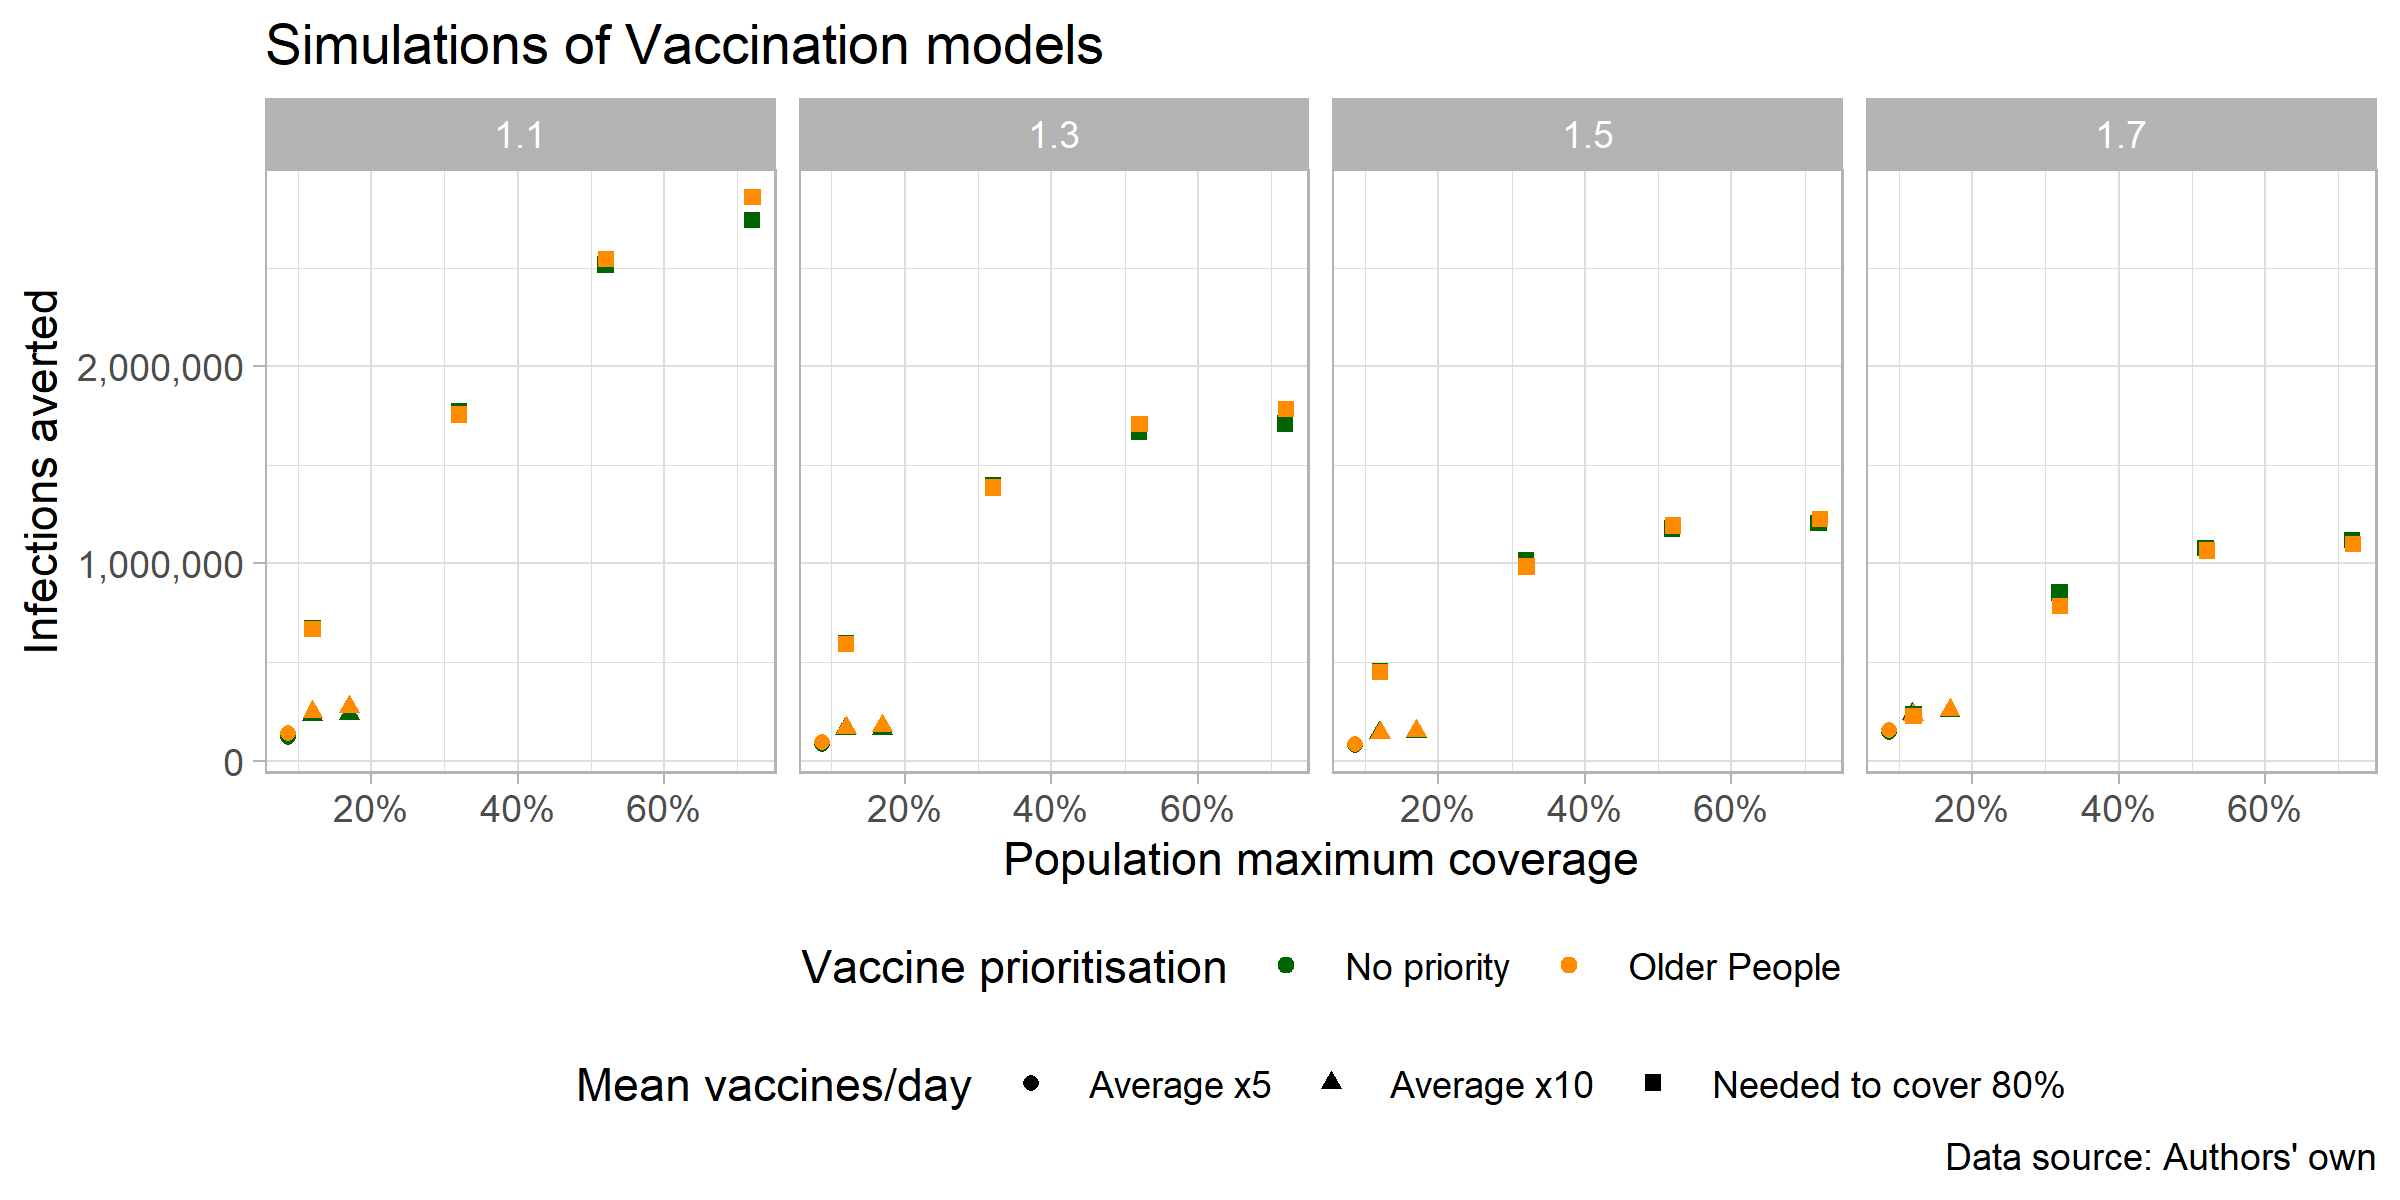 Simulations of Vaccination models
1.1 1.3 1.5 1.7
Infections averted
2,000,000
1,000,000
0
20% 40% 60% 20% 40% 60% 20% 40% 60% 20% 40% 60%
Population maximum coverage
Vaccine prioritisation No priority Older People
Mean vaccines/day Average x5 Average x10 Needed to cover 80%
Data source: Authors' own